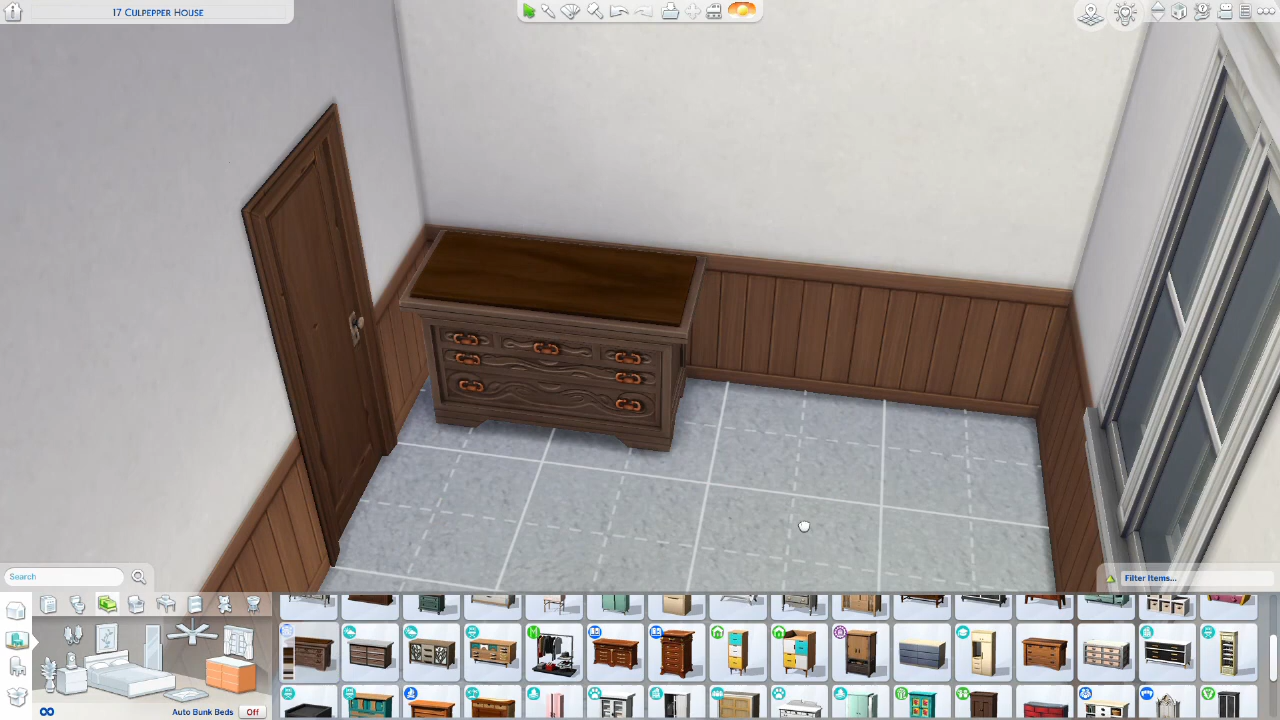 17 CULPEPPER HOUSE
Search
Filter Items...
Auto Bunk Beds Off